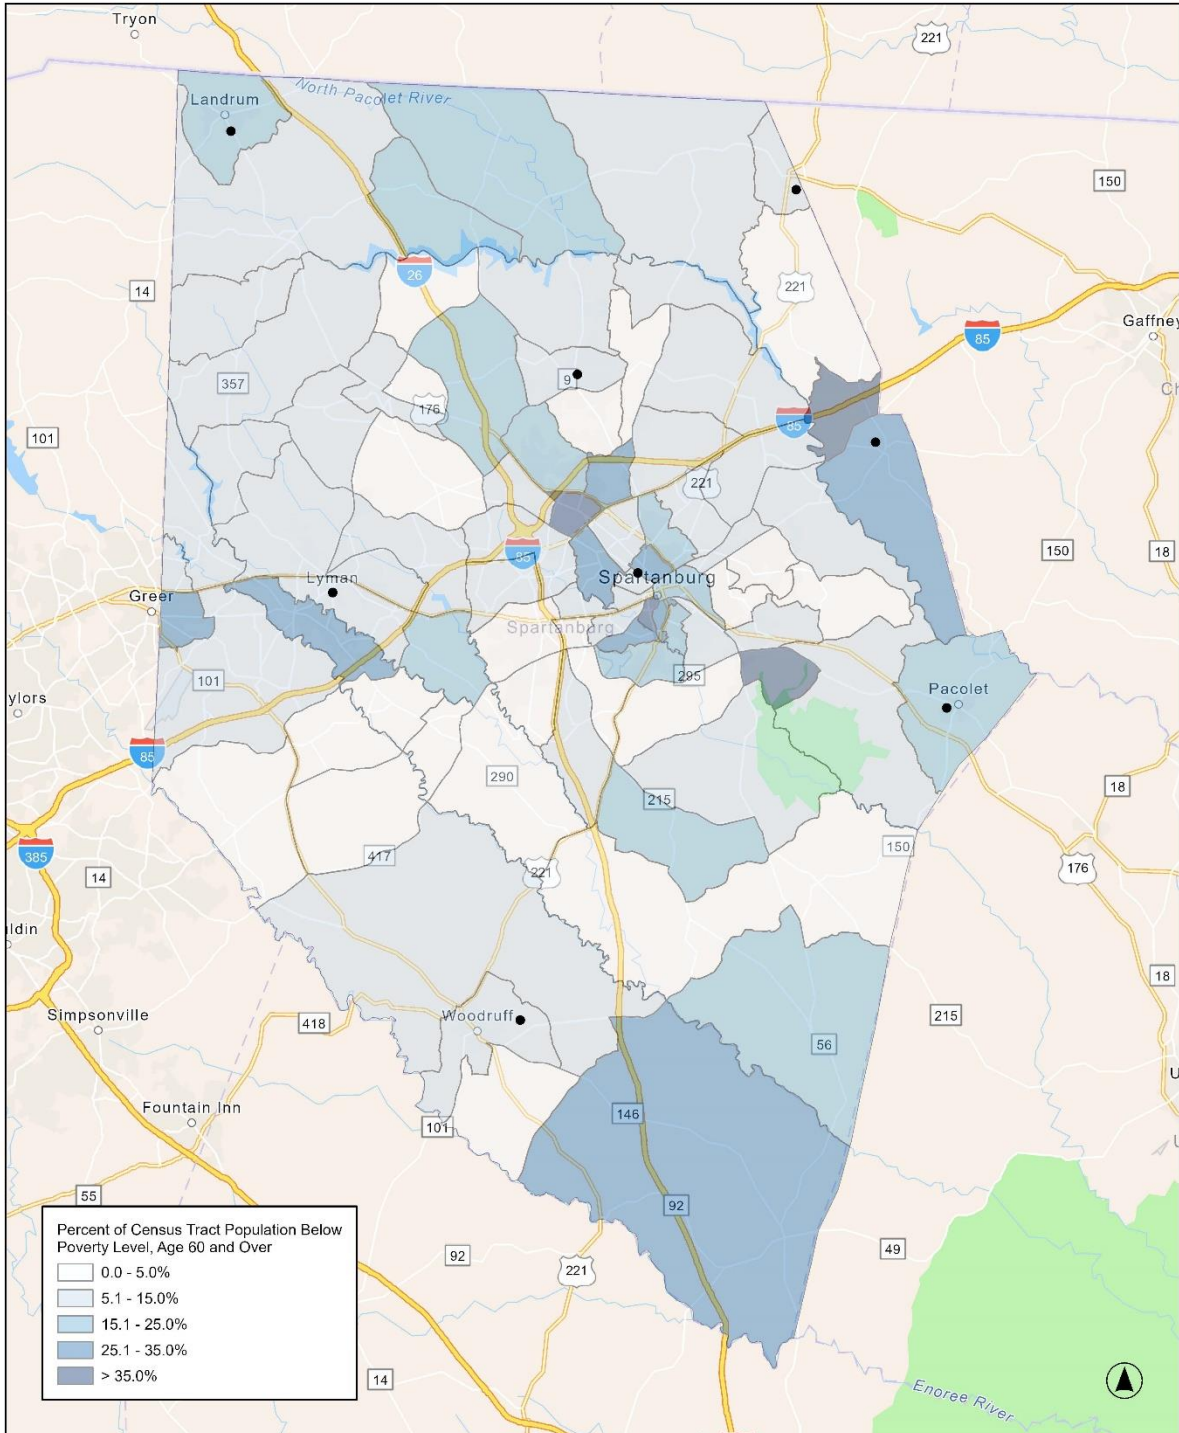 Tryon
221
Landrum
North Pacolet River
150
14
26
221
85
Gaffney
357
9
176
85
101
221
85
150
18
Lyman
Spartanburg
Greer
Spartanburg
101
295
Pacolet
ylors
85
290
215
18
417
150
385
14
221
176
uldin
18
Simpsonville
418
Woodruff
215
56
U
Fountain Inn
146
101
55
92
Percent of Census Tract Population Below
Poverty Level, Age 60 and Over
0.0 - 5.0%
5.1 - 15.0%
15.1 - 25.0%
25.1 - 35.0%
> 35.0%
92
49
221
14
Enoree River